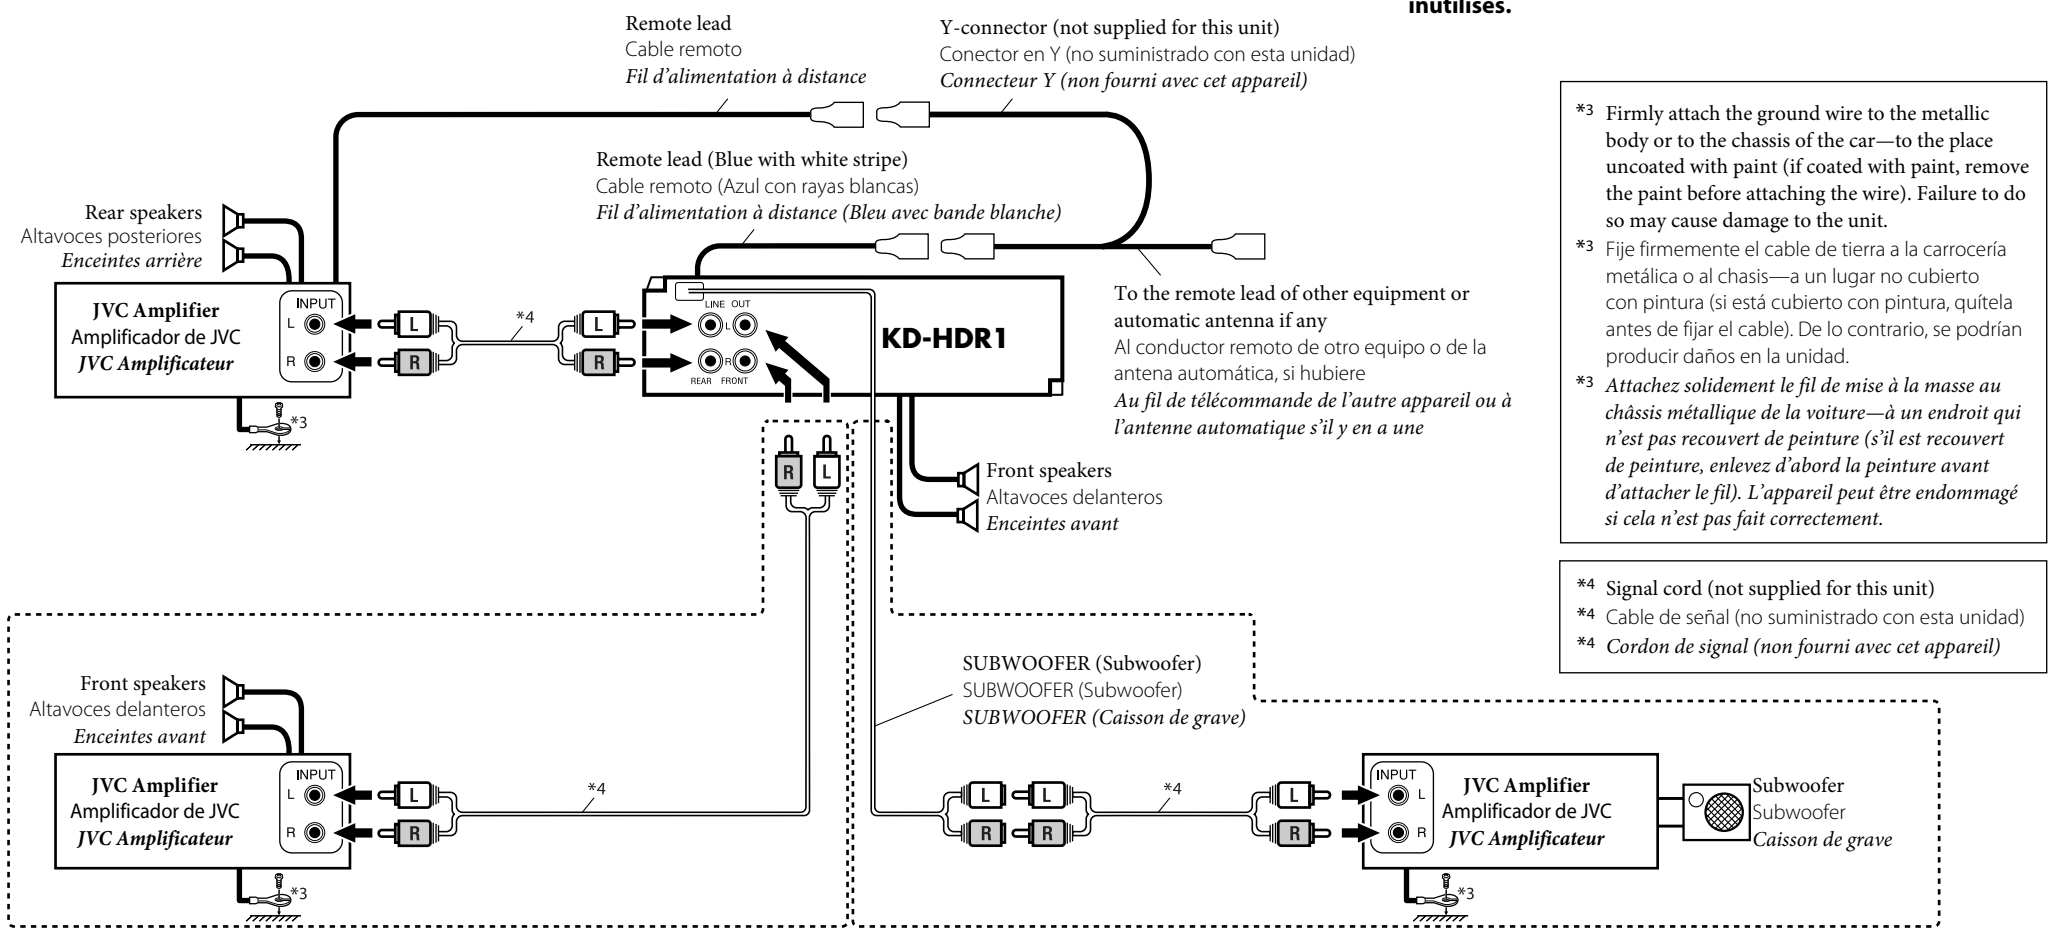 inutilisés.
Remote lead
Cable remoto
Fil d'alimentation à distance
Y-connector (not supplied for this unit)
Conector en Y (no suministrado con esta unidad)
Connecteur Y (non fourni avec cet appareil)
Remote lead (Blue with white stripe)
Cable remoto (Azul con rayas blancas)
Fil d'alimentation à distance (Bleu avec bande blanche)
Rear speakers
Altavoces posteriores
Enceintes arrière
JVC Amplifier
Amplificador de JVC
JVC Amplificateur
INPUT
L
R
L
R
*4
L
R
LINE OUT
L
R
REAR FRONT
KD-HDR1
*3
To the remote lead of other equipment or
automatic antenna if any
Al conductor remoto de otro equipo o de la
antena automática, si hubiere
Au fil de télécommande de l'autre appareil ou à
l'antenne automatique s'il y en a une
R
L
Front speakers
Altavoces delanteros
Enceintes avant
*3 Firmly attach the ground wire to the metallic
body or to the chassis of the car—to the place
uncoated with paint (if coated with paint, remove
the paint before attaching the wire). Failure to do
so may cause damage to the unit.
*3 Fije firmemente el cable de tierra a la carrocería
metálica o al chasis—a un lugar no cubierto
con pintura (si está cubierto con pintura, quítela
antes de fijar el cable). De lo contrario, se podrían
producir daños en la unidad.
*3 Attachez solidement le fil de mise à la masse au
châssis métallique de la voiture—à un endroit qui
n'est pas recouvert de peinture (s'il est recouvert
de peinture, enlevez d'abord la peinture avant
d'attacher le fil). L'appareil peut être endommagé
si cela n'est pas fait correctement.
*4 Signal cord (not supplied for this unit)
*4 Cable de señal (no suministrado con esta unidad)
*4 Cordon de signal (non fourni avec cet appareil)
Front speakers
Altavoces delanteros
Enceintes avant
JVC Amplifier
Amplificador de JVC
JVC Amplificateur
INPUT
L
R
L
R
*4
*3
SUBWOOFER (Subwoofer)
SUBWOOFER (Subwoofer)
SUBWOOFER (Caisson de grave)
L
R
L
R
*4
L
R
INPUT
L
R
JVC Amplifier
Amplificador de JVC
JVC Amplificateur
*3
Subwoofer
Subwoofer
Caisson de grave